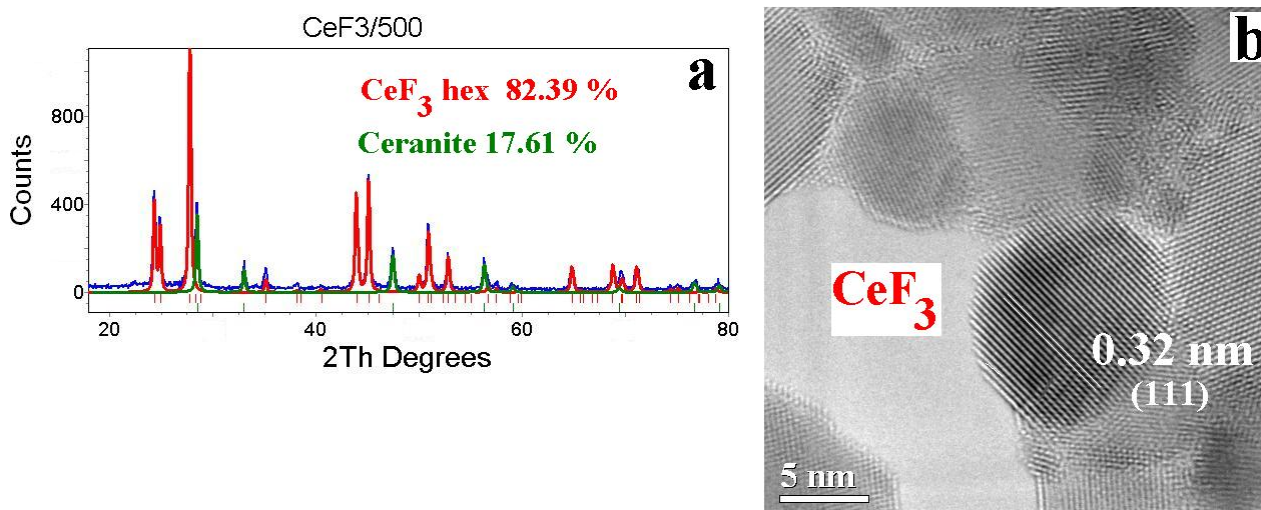 CeF3/500
a
CeF3 hex 82.39 %
Ceranite 17.61 %
Counts
800
400
0
20 40 60 80
2Th Degrees
b
CeF3
0.32 nm
(111)
5 nm